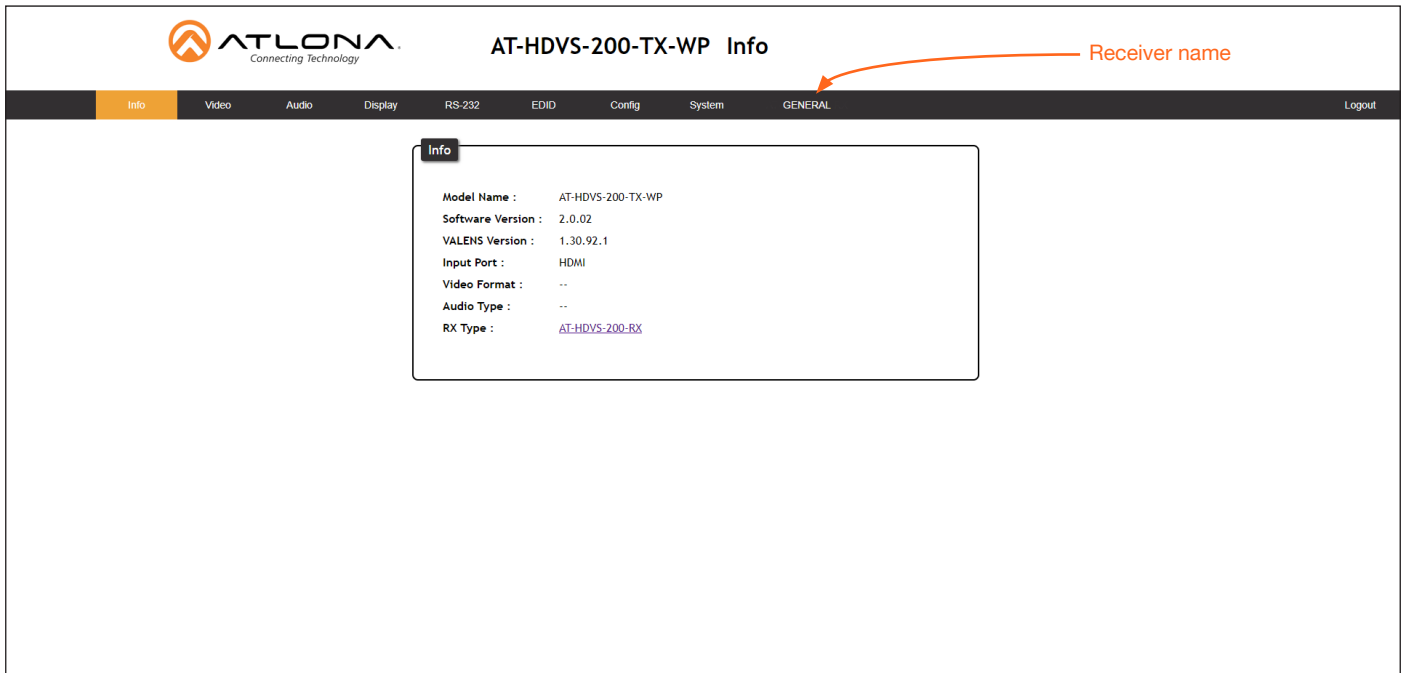 ATLONA.
Connecting Technology
AT-HDVS-200-TX-WP Info
Receiver name
Info Video Audio Display RS-232 EDID Config System GENERAL Logout
Info
Model Name : AT-HDVS-200-TX-WP
Software Version : 2.0.02
VALENS Version : 1.30.92.1
Input Port : HDMI
Video Format : --
Audio Type : --
RX Type : AT-HDVS-200-RX